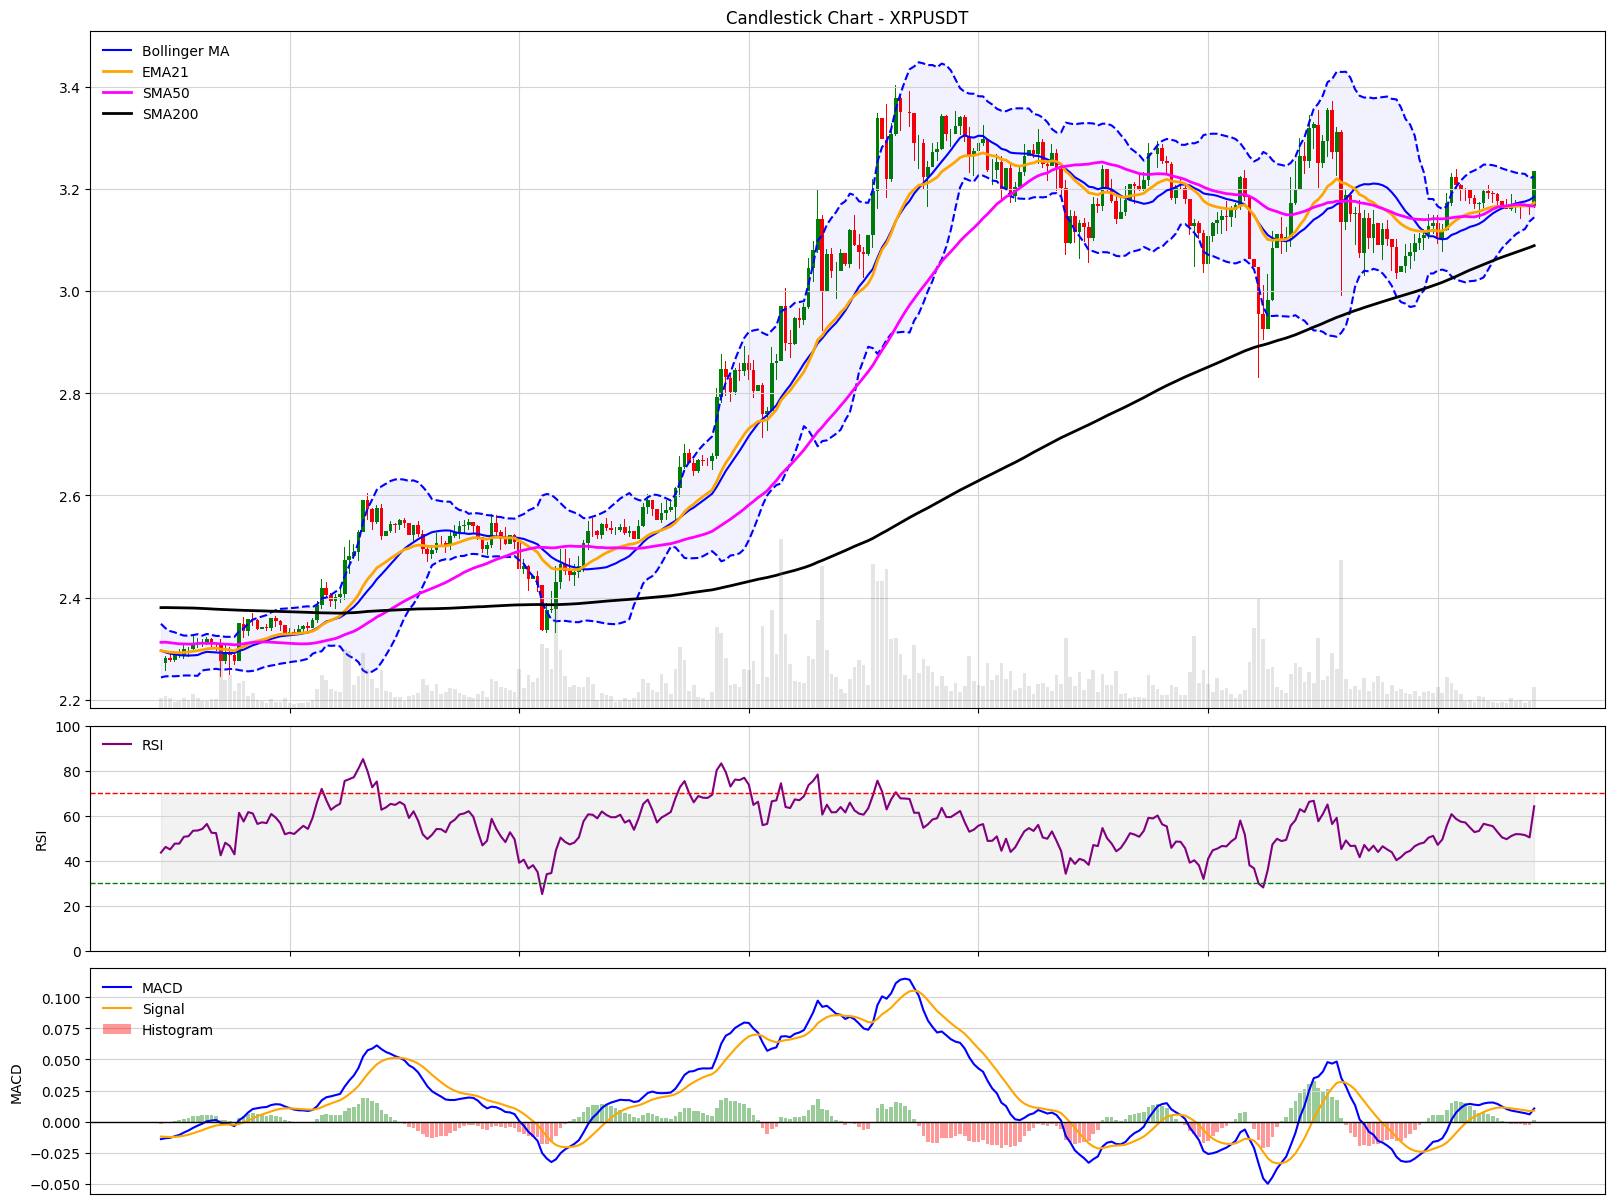 Candlestick Chart - XRPUSDT
Bollinger MA
EMA21
SMA50
SMA200
3.4
3.2
3.0
2.8
2.6
2.4
2.2
100
80
60
40
20
0
RSI
RSI
0.100
0.075
0.050
0.025
0.000
−0.025
−0.050
MACD
MACD
Signal
Histogram